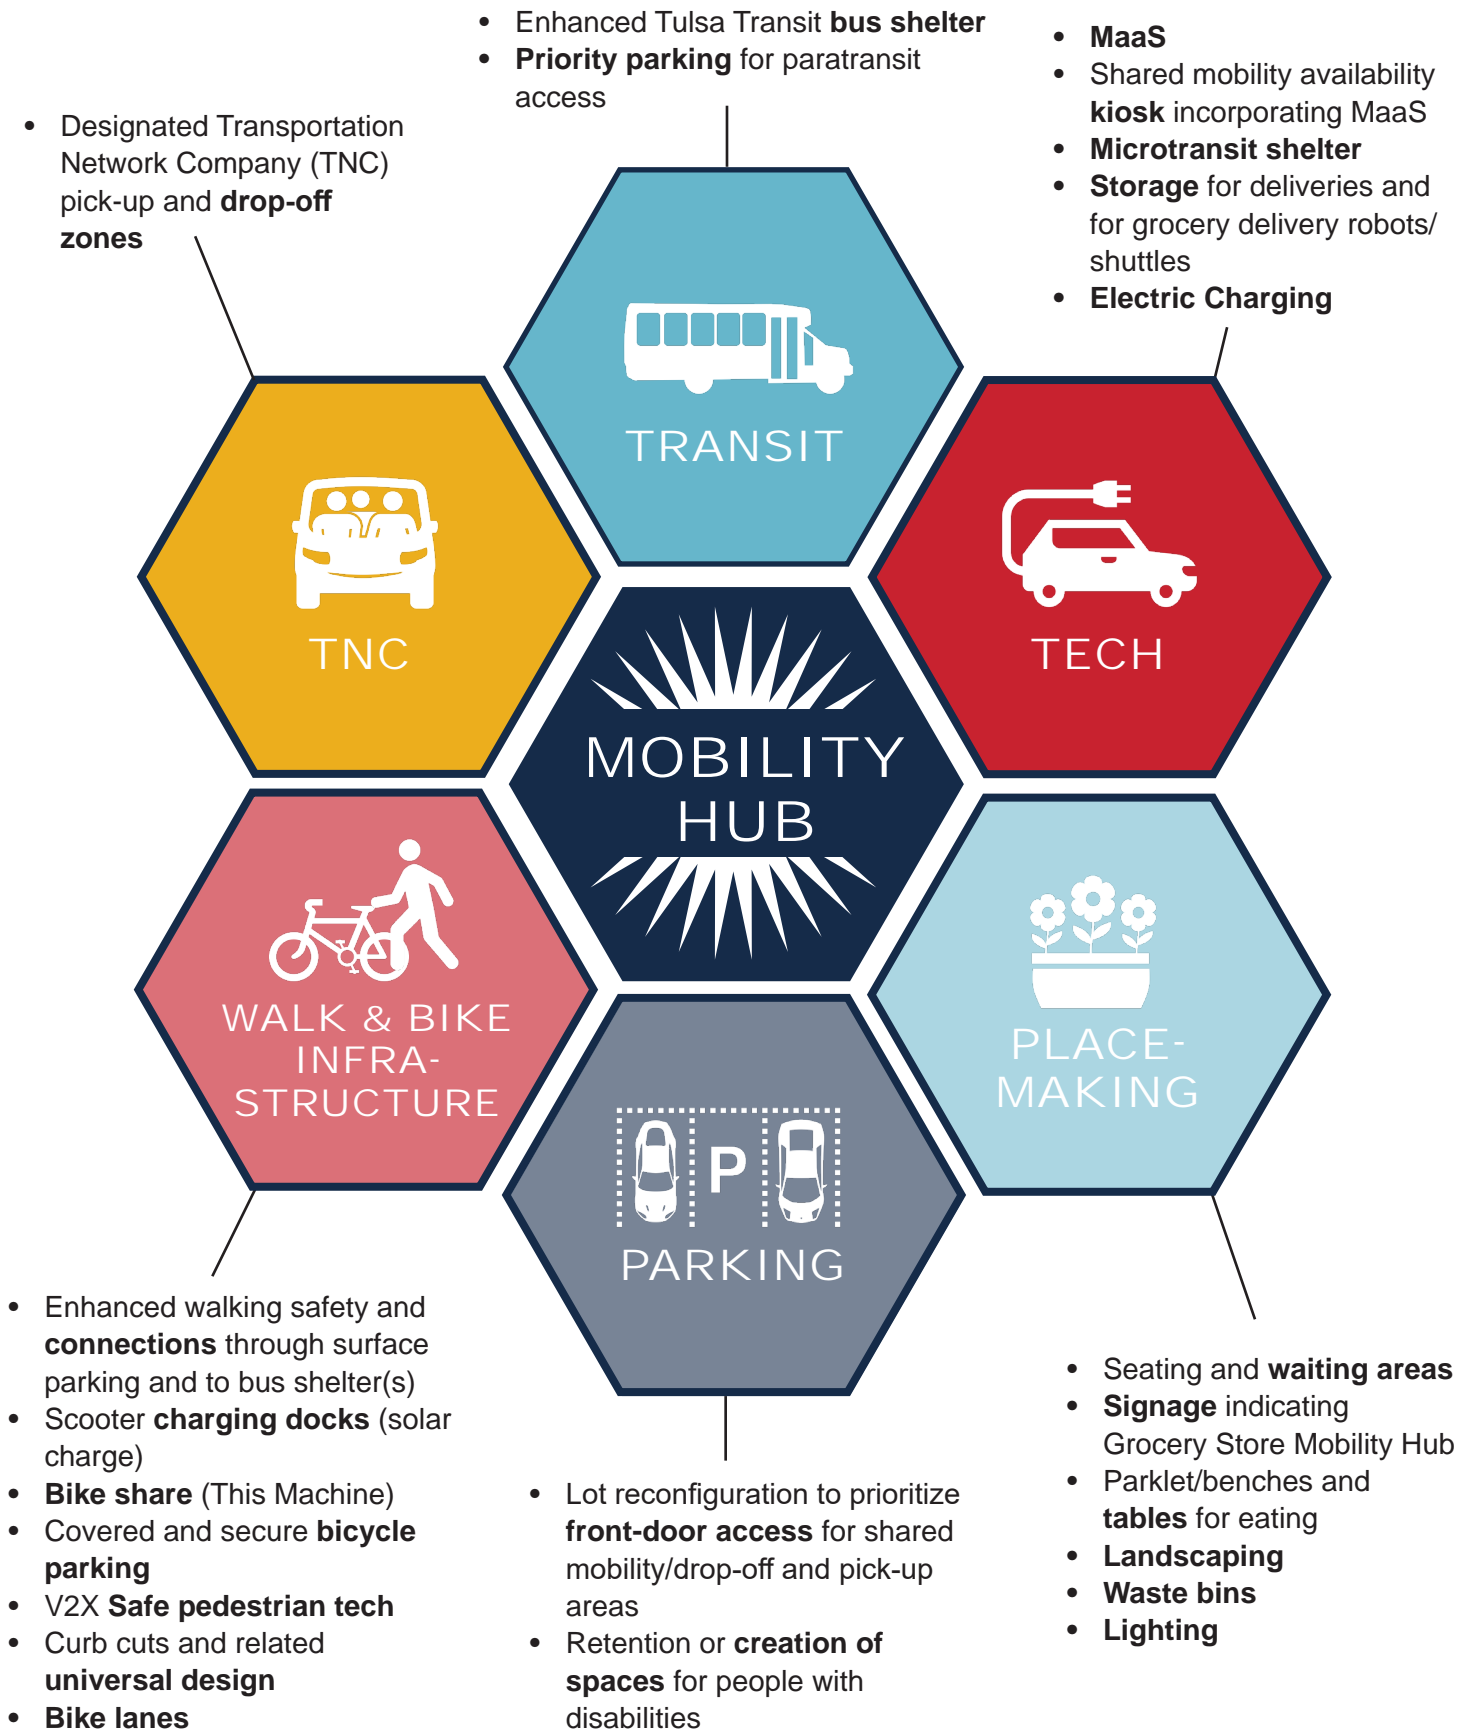 • Enhanced Tulsa Transit bus shelter
• Priority parking for paratransit
access
• MaaS
• Shared mobility availability
kiosk incorporating MaaS
• Microtransit shelter
• Storage for deliveries and
for grocery delivery robots/
shuttles
• Electric Charging
• Designated Transportation
Network Company (TNC)
pick-up and drop-off
zones
TRANSIT
TNC
TECH
MOBILITY
HUB
WALK & BIKE
INFRA-
STRUCTURE
PLACE-
MAKING
P
PARKING
• Enhanced walking safety and
connections through surface
parking and to bus shelter(s)
• Scooter charging docks (solar
charge)
• Bike share (This Machine)
• Covered and secure bicycle
parking
• V2X Safe pedestrian tech
• Curb cuts and related
universal design
• Bike lanes
• Lot reconfiguration to prioritize
front-door access for shared
mobility/drop-off and pick-up
areas
• Retention or creation of
spaces for people with
disabilities
• Seating and waiting areas
• Signage indicating
Grocery Store Mobility Hub
• Parklet/benches and
tables for eating
• Landscaping
• Waste bins
• Lighting